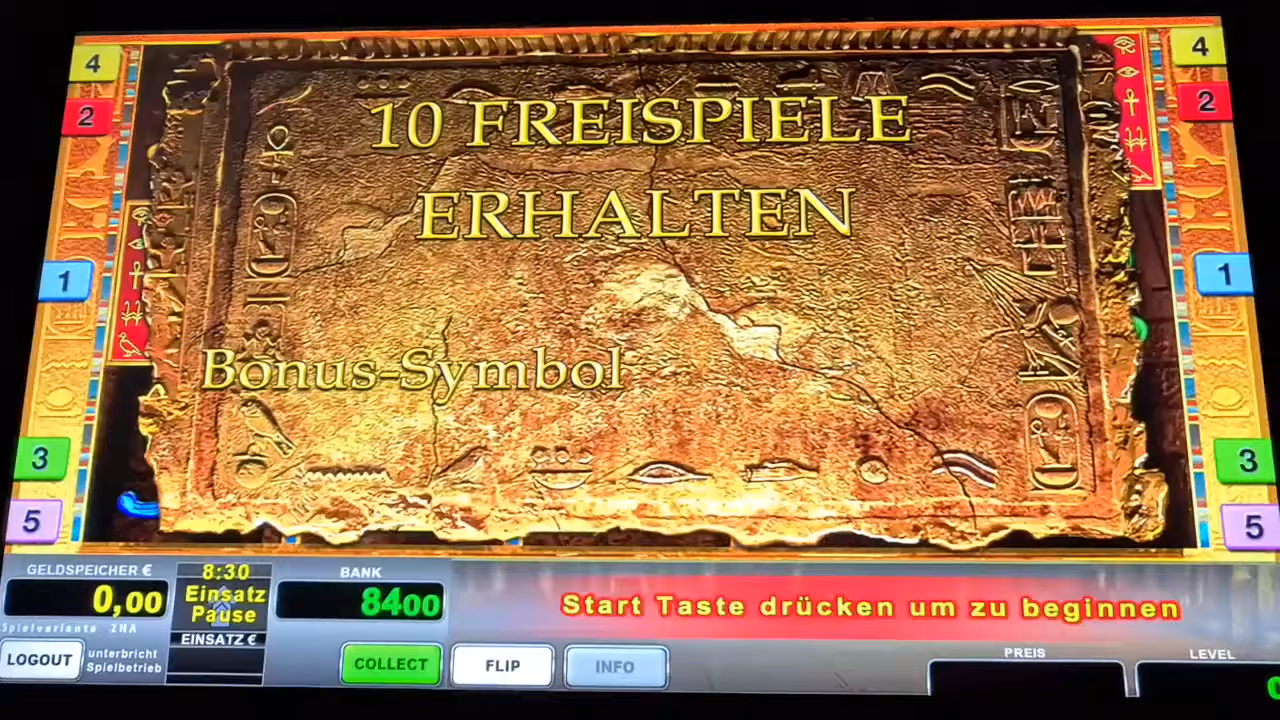 10 FREISPIELE
ERHALTEN
Bonus-Symbol
4
2
1
3
5
4
2
1
3
5
GELDSPEICHER €
0,00
Spielvariante ZHA
LOGOUT
unterbricht
Spielbetrieb
8:30
Einsatz
Pause
EINSATZ €
BANK
8400
COLLECT
FLIP
INFO
Start Taste drücken um zu beginnen
PREIS
LEVEL